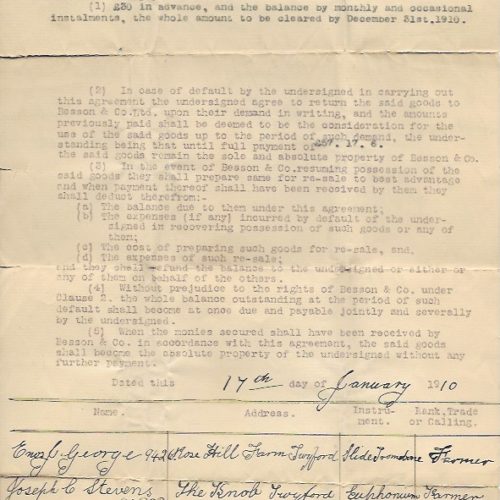 (1) £30 in advance, and the balance by monthly and occasional
instalments, the whole amount to be cleared by December 31st.1910.
(2) In case of default by the undersigned in carrying out
this agreement the undersigned agree to return the said goods to
Besson & Co.Ltd. upon their demand in writing, and the amounts
previously paid shall be deemed to be the consideration for the
use of the said goods up to the period of such demand, the under-
standing being that until full payment of £57. 17. 6.
the said goods remain the sole and absolute property of Besson & Co.
(3) In the event of Besson & Co.resuming possession of the
said goods they shall prepare same for re-sale to best advantage
and when payment thereof shall have been received by them they
shall deduct therefrom:-
(a) The balance due to them under this agreement;
(b) The expenses (if any) incurred by default of the under-
signed in recovering possession of such goods or any of
them;
(c) The cost of preparing such goods for re-sale, and,
(d) The expenses of such re-sale;
and they shall refund the balance to the undersigned or either or
any of them on behalf of the others.
(4) Without prejudice to the rights of Besson & Co. under
Clause 2. the whole balance outstanding at the period of such
default shall become at once due and payable jointly and severally
by the undersigned.
(5) When the monies secured shall have been received by
Besson & Co. in accordance with this agreement, the said goods
shall become the absolute property of the undersigned without any
further payment.
Dated this 17th day of January 1910
Name. Address. Instru-ment. Rank, Trade or Calling.
George 9426 Rose Hill Farm Twyford Slide Trombone Farmer
Joseph C Stevens The Knob Twyford Euphonium Farmer